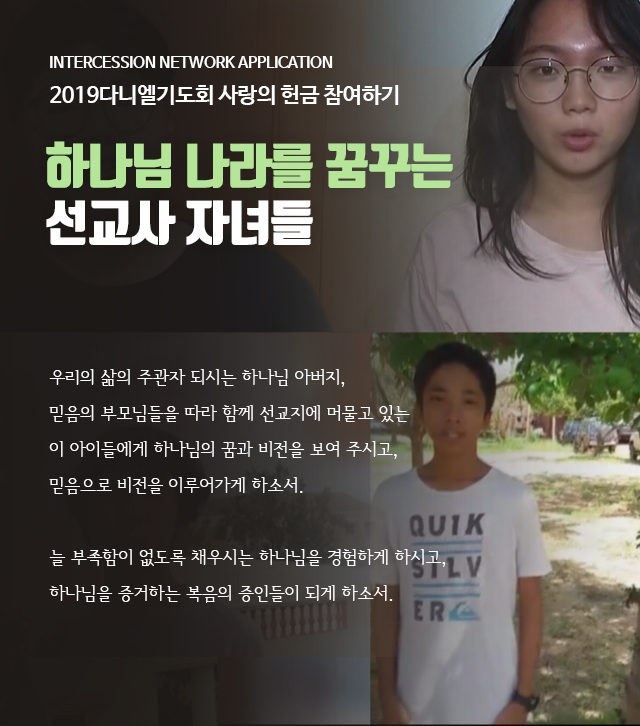 INTERCESSION NETWORK APPLICATION
2019다니엘기도회 사랑의 헌금 참여하기
하나님 나라를 꿈꾸는
선교사 자녀들
우리의 삶의 주관자 되시는 하나님 아버지,
믿음의 부모님들을 따라 함께 선교지에 머물고 있는
이 아이들에게 하나님의 꿈과 비전을 보여 주시고,
믿음으로 비전을 이루어가게 하소서.
늘 부족함이 없도록 채우시는 하나님을 경험하게 하시고,
하나님을 증거하는 복음의 증인들이 되게 하소서.
QUIK
SILV
ER